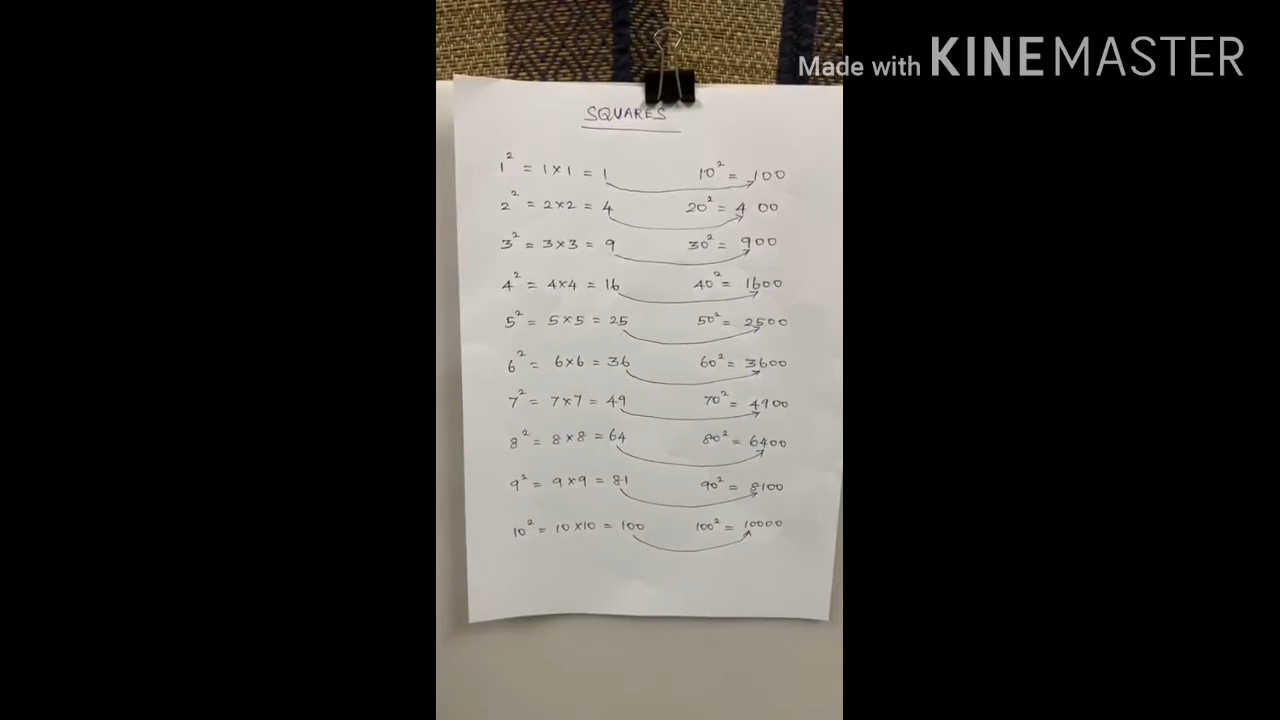 Made with KINEMASTER
SQUARES
1² = 1 × 1 = 1 10² = 100
2² = 2×2 = 4 20² = 4 00
3² = 3×3 = 9 30² = 900
4² = 4×4 = 16 40² = 1600
5² = 5×5 = 25 50² = 2500
6² = 6×6 = 36 60² = 3600
7² = 7×7 = 49 70² = 4900
8² = 8×8 = 64 80² = 6400
9² = 9×9 = 81 90² = 8100
10² = 10×10 = 100 100² = 10000